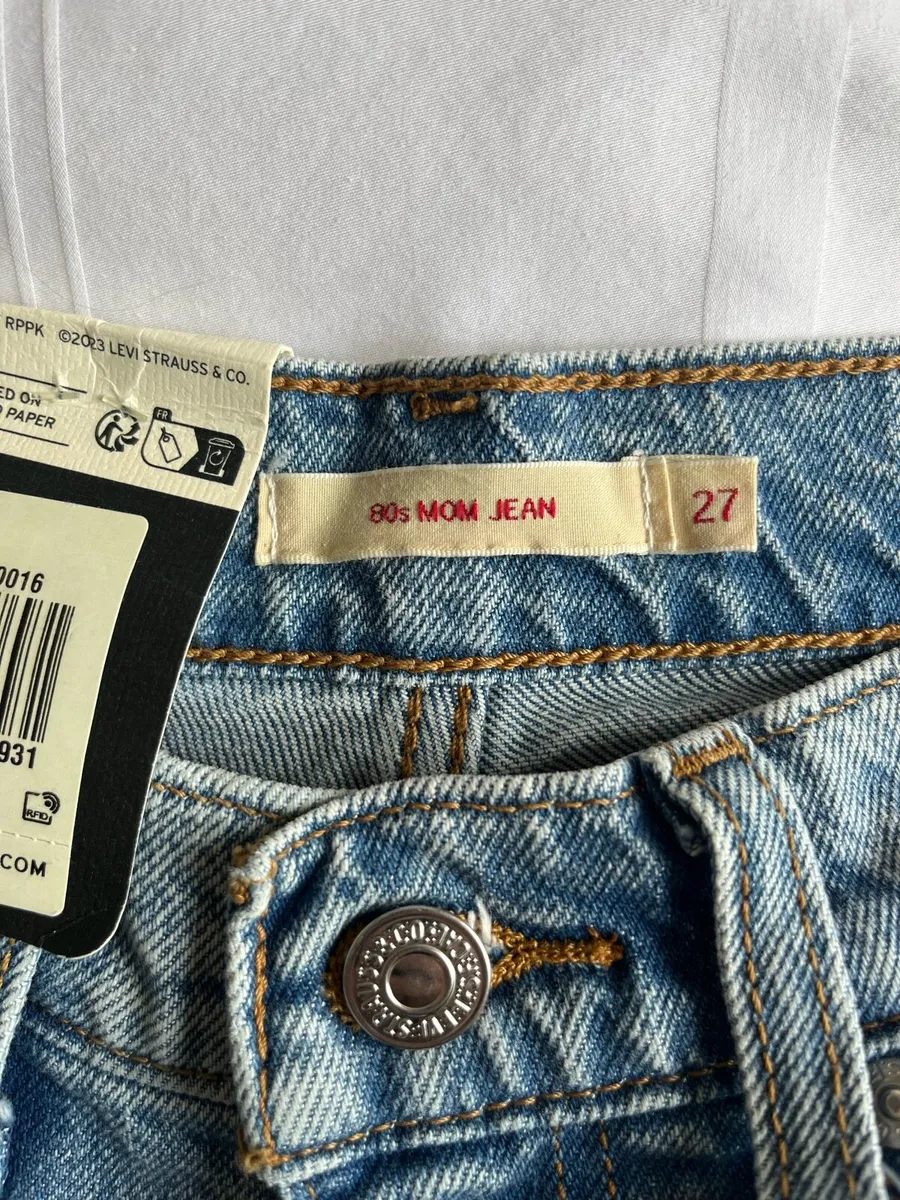 RPPK ©2023 LEVI STRAUSS & CO.
ED ON
PAPER
FR
80s MOM JEAN
27
0016
931
RFID
.COM